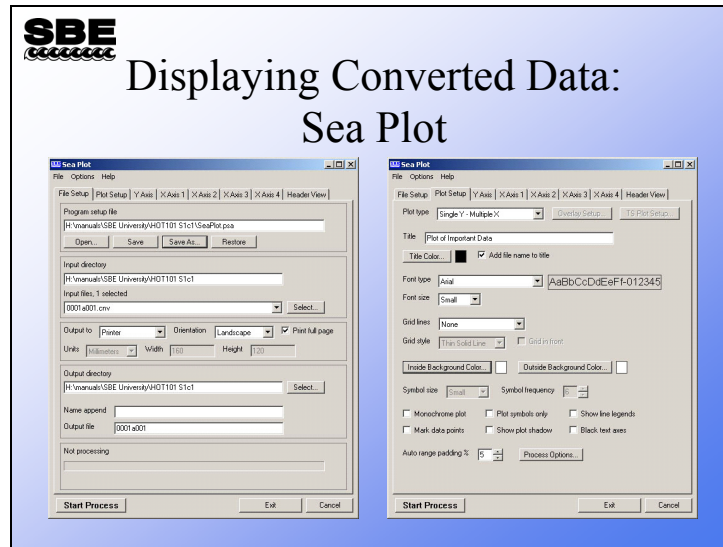 SBE
Displaying Converted Data:
Sea Plot
Sea Plot
File Options Help
File Setup Plot Setup Y Axis X Axis 1 X Axis 2 X Axis 3 X Axis 4 Header View
Program setup file
H:\manuals\SBE University\HOT101 S1c1\SeaPlot.psa
Open... Save Save As... Restore
Input directory
H:\manuals\SBE University\HOT101 S1c1
Input files, 1 selected
0001a001.cnv Select...
Output to Printer Orientation Landscape Print full page
Units Millimeters Width 160 Height 120
Output directory
H:\manuals\SBE University\HOT101 S1c1 Select...
Name append
Output file 0001a001
Not processing
Start Process Exit Cancel
Sea Plot
File Options Help
File Setup Plot Setup Y Axis X Axis 1 X Axis 2 X Axis 3 X Axis 4 Header View
Plot type Single Y - Multiple X Overlay Setup... TS Plot Setup...
Title Plot of Important Data
Title Color... Add file name to title
Font type Arial AaBbCcDdEeFf-012345
Font size Small
Grid lines None
Grid style Thin Solid Line Grid in front
Inside Background Color... Outside Background Color...
Symbol size Small Symbol frequency 6
Monochrome plot Plot symbols only Show line legends
Mark data points Show plot shadow Black text axes
Auto range padding % 5 Process Options...
Start Process Exit Cancel